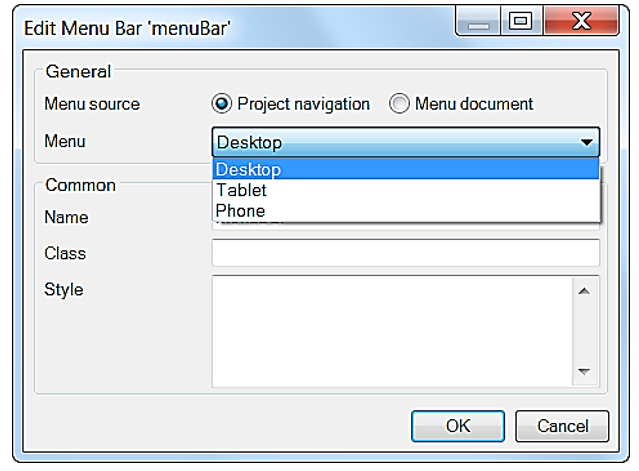 Edit Menu Bar 'menuBar'
General
Menu source Project navigation Menu document
Menu Desktop
Desktop
Tablet
Phone
Common
Name
Class
Style
OK Cancel